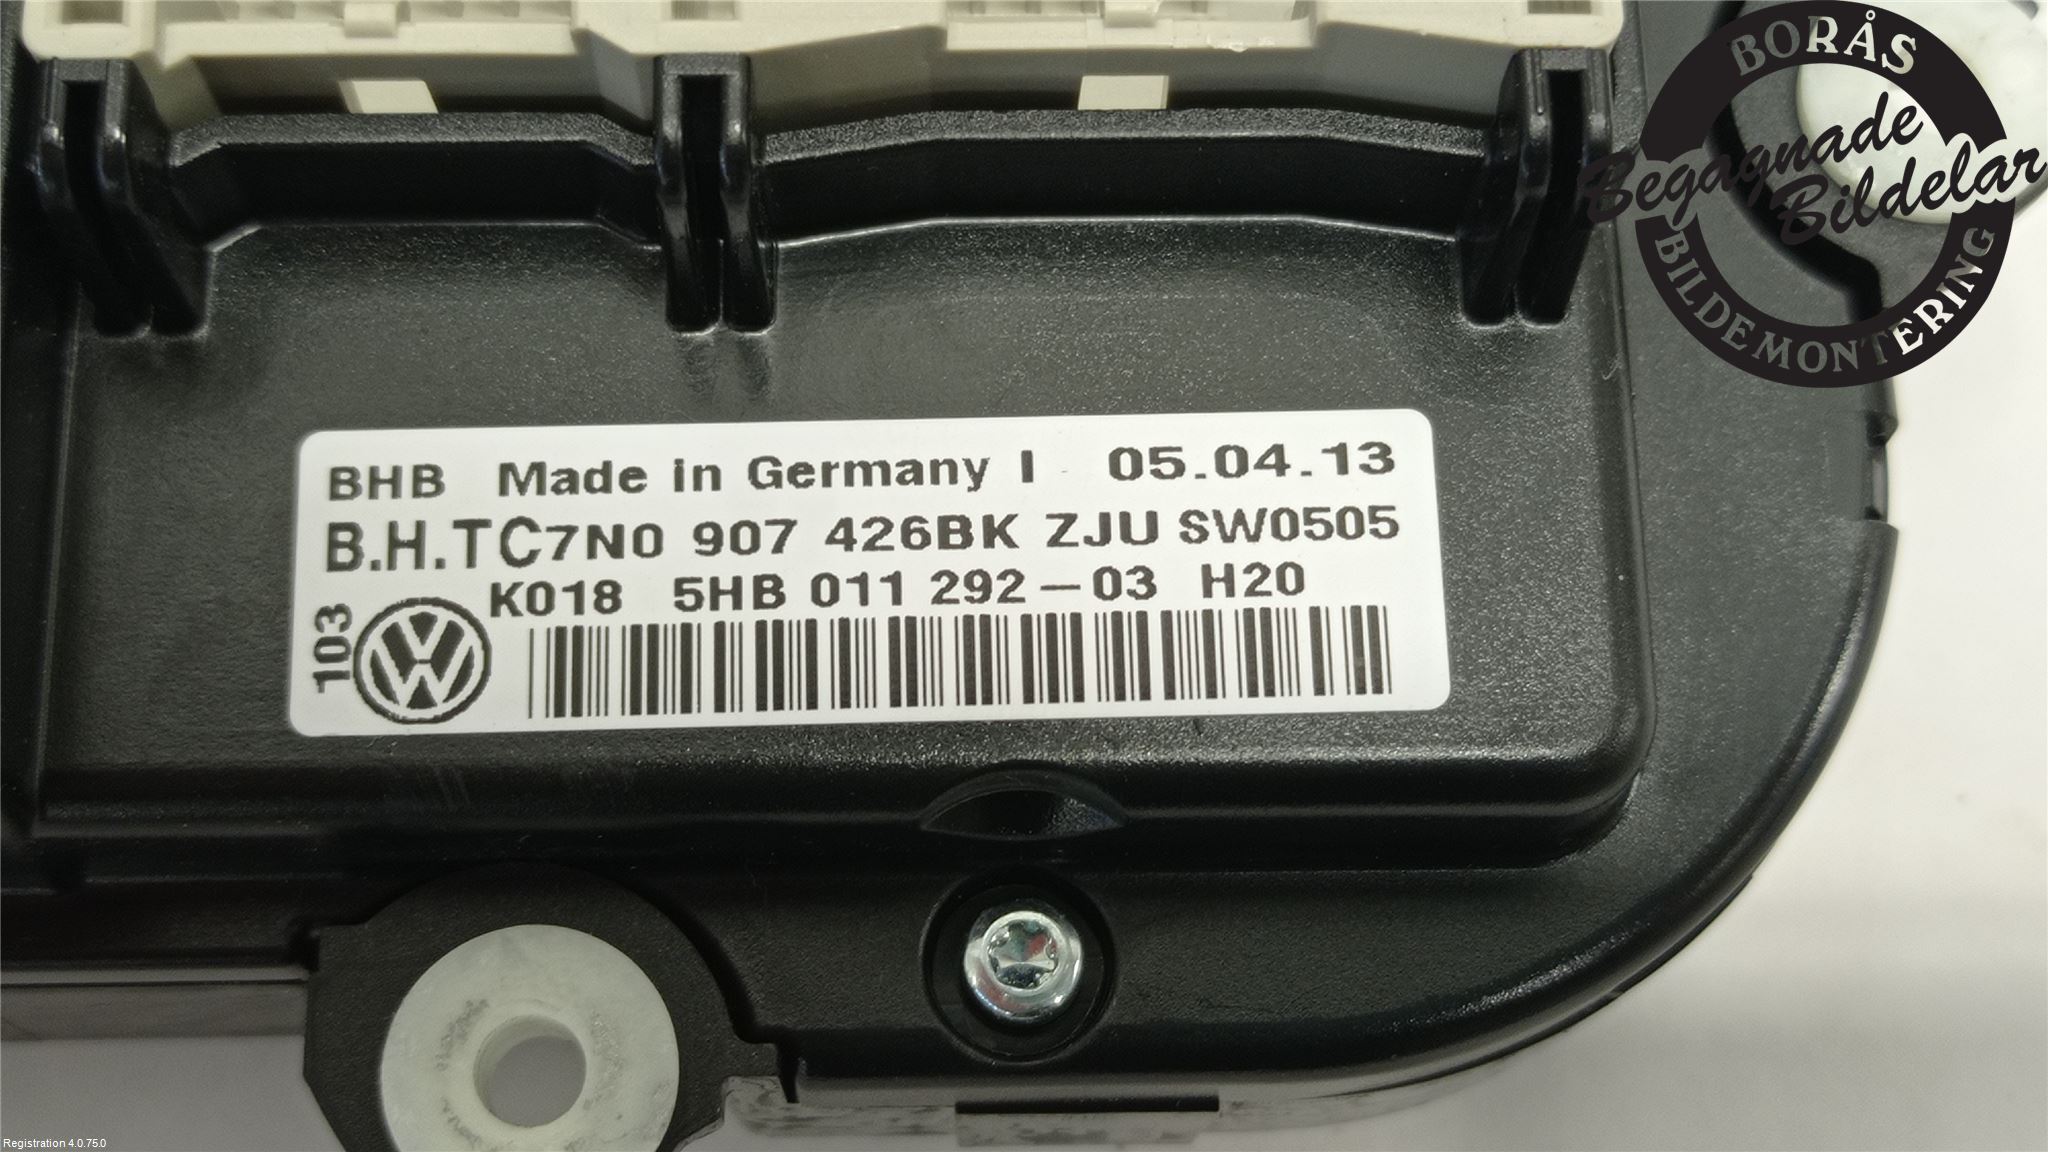 BORÅS
Begagnade
Bildelar
BILDEMONTERING
BHB Made in Germany I 05.04.13
B.H.TC7N0 907 426BK ZJU SW0505
K018 5HB 011 292-03 H20
103
VW
Registration 4.0.75.0